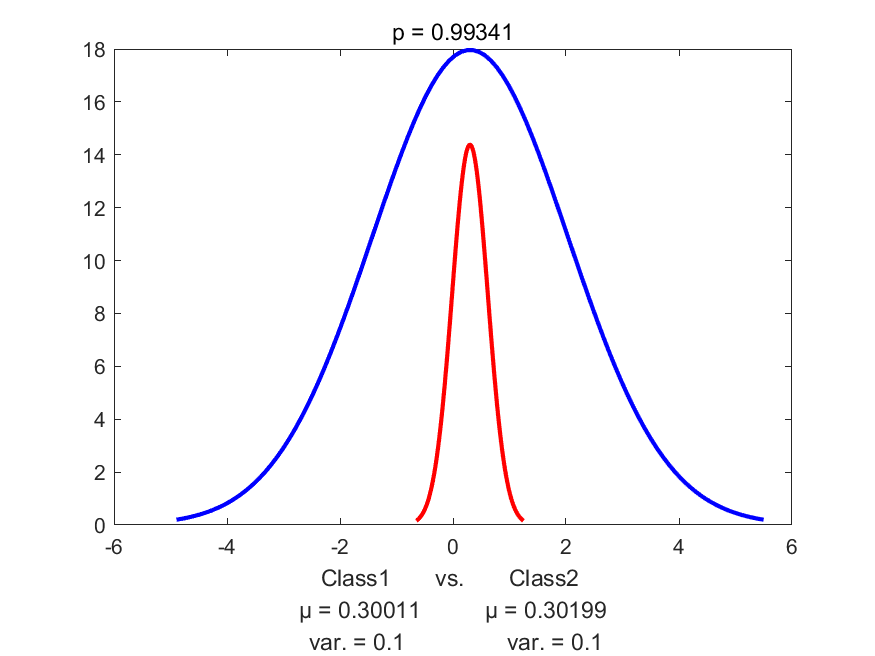 p = 0.99341
18
16
14
12
10
8
6
4
2
0
-6 -4 -2 0 2 4 6
Class1 vs. Class2
μ = 0.30011 μ = 0.30199
var. = 0.1 var. = 0.1